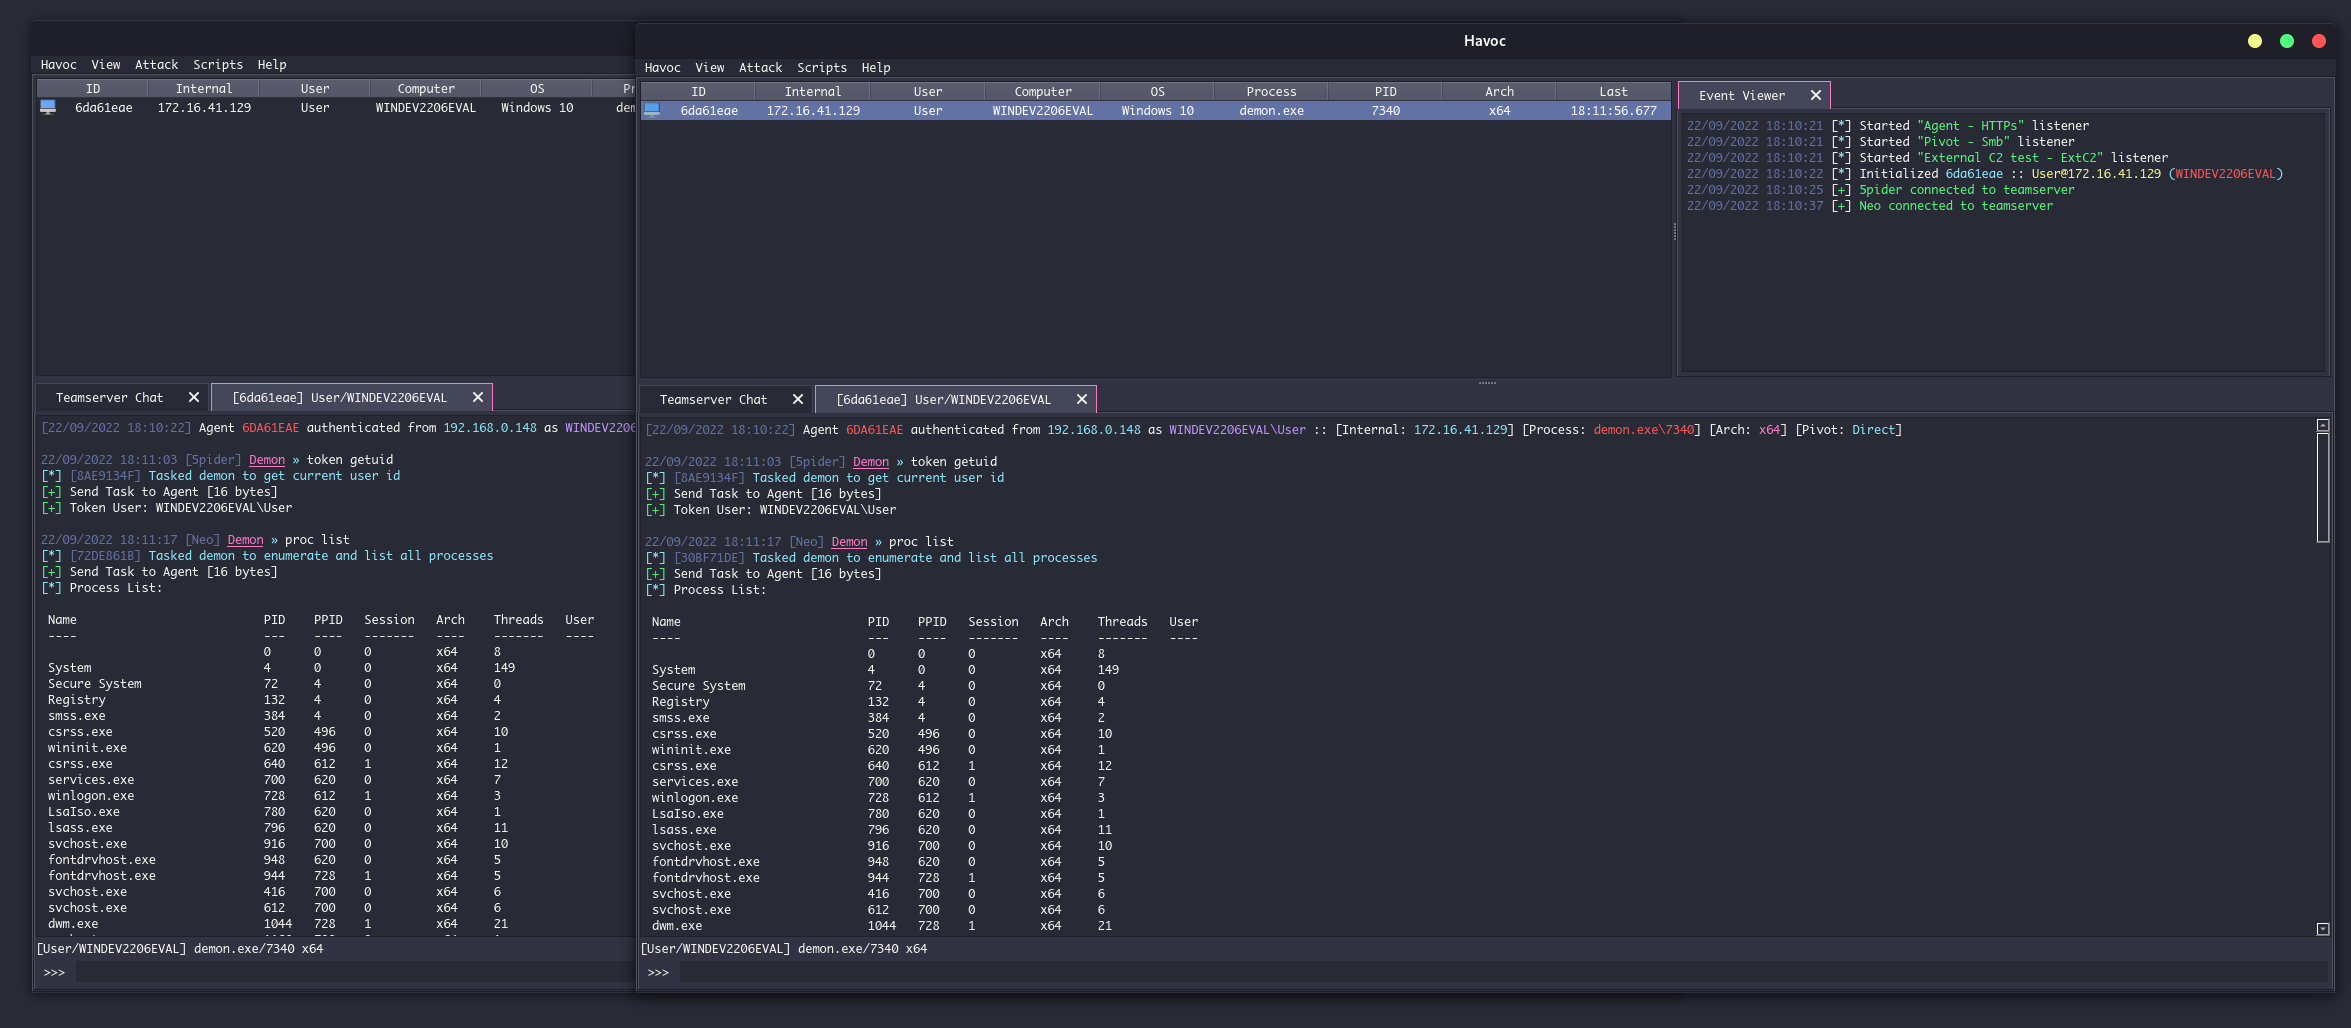 Havoc View Attack Scripts Help
ID Internal User Computer OS Pr
6da61eae 172.16.41.129 User WINDEV2206EVAL Windows 10 dem
Teamserver Chat [6da61eae] User/WINDEV2206EVAL
[22/09/2022 18:10:22] Agent 6DA61EAE authenticated from 192.168.0.148 as WINDEV2206
22/09/2022 18:11:03 [5pider] Demon » token getuid
[*] [8AE9134F] Tasked demon to get current user id
[+] Send Task to Agent [16 bytes]
[+] Token User: WINDEV2206EVAL\User
22/09/2022 18:11:17 [Neo] Demon » proc list
[*] [72DE861B] Tasked demon to enumerate and list all processes
[+] Send Task to Agent [16 bytes]
[*] Process List:
Name PID PPID Session Arch Threads User
---- --- ---- ------- ---- ------- ----
0 0 0 x64 8
System 4 0 0 x64 149
Secure System 72 4 0 x64 0
Registry 132 4 0 x64 4
smss.exe 384 4 0 x64 2
csrss.exe 520 496 0 x64 10
wininit.exe 620 496 0 x64 1
csrss.exe 640 612 1 x64 12
services.exe 700 620 0 x64 7
winlogon.exe 728 612 1 x64 3
LsaIso.exe 780 620 0 x64 1
lsass.exe 796 620 0 x64 11
svchost.exe 916 700 0 x64 10
fontdrvhost.exe 948 620 0 x64 5
fontdrvhost.exe 944 728 1 x64 5
svchost.exe 416 700 0 x64 6
svchost.exe 612 700 0 x64 6
dwm.exe 1044 728 1 x64 21
[User/WINDEV2206EVAL] demon.exe/7340 x64
>>>
Havoc
Havoc View Attack Scripts Help
ID Internal User Computer OS Process PID Arch Last
6da61eae 172.16.41.129 User WINDEV2206EVAL Windows 10 demon.exe 7340 x64 18:11:56.677
Event Viewer
22/09/2022 18:10:21 [*] Started "Agent - HTTPs" listener
22/09/2022 18:10:21 [*] Started "Pivot - Smb" listener
22/09/2022 18:10:21 [*] Started "External C2 test - ExtC2" listener
22/09/2022 18:10:22 [*] Initialized 6da61eae :: User@172.16.41.129 (WINDEV2206EVAL)
22/09/2022 18:10:25 [+] 5pider connected to teamserver
22/09/2022 18:10:37 [+] Neo connected to teamserver
Teamserver Chat [6da61eae] User/WINDEV2206EVAL
[22/09/2022 18:10:22] Agent 6DA61EAE authenticated from 192.168.0.148 as WINDEV2206EVAL\User :: [Internal: 172.16.41.129] [Process: demon.exe\7340] [Arch: x64] [Pivot: Direct]
22/09/2022 18:11:03 [5pider] Demon » token getuid
[*] [8AE9134F] Tasked demon to get current user id
[+] Send Task to Agent [16 bytes]
[+] Token User: WINDEV2206EVAL\User
22/09/2022 18:11:17 [Neo] Demon » proc list
[*] [30BF71DE] Tasked demon to enumerate and list all processes
[+] Send Task to Agent [16 bytes]
[*] Process List:
Name PID PPID Session Arch Threads User
---- --- ---- ------- ---- ------- ----
0 0 0 x64 8
System 4 0 0 x64 149
Secure System 72 4 0 x64 0
Registry 132 4 0 x64 4
smss.exe 384 4 0 x64 2
csrss.exe 520 496 0 x64 10
wininit.exe 620 496 0 x64 1
csrss.exe 640 612 1 x64 12
services.exe 700 620 0 x64 7
winlogon.exe 728 612 1 x64 3
LsaIso.exe 780 620 0 x64 1
lsass.exe 796 620 0 x64 11
svchost.exe 916 700 0 x64 10
fontdrvhost.exe 948 620 0 x64 5
fontdrvhost.exe 944 728 1 x64 5
svchost.exe 416 700 0 x64 6
svchost.exe 612 700 0 x64 6
dwm.exe 1044 728 1 x64 21
[User/WINDEV2206EVAL] demon.exe/7340 x64
>>>